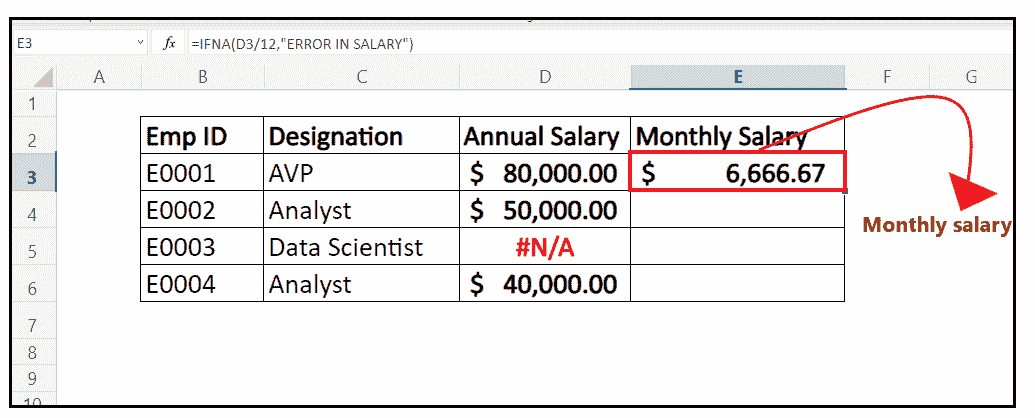 E3 fx =IFNA(D3/12,"ERROR IN SALARY")
A B C D E F G
1
2 Emp ID Designation Annual Salary Monthly Salary
3 E0001 AVP $ 80,000.00 $ 6,666.67
4 E0002 Analyst $ 50,000.00
Monthly salary
5 E0003 Data Scientist #N/A
6 E0004 Analyst $ 40,000.00
7
8
9
10